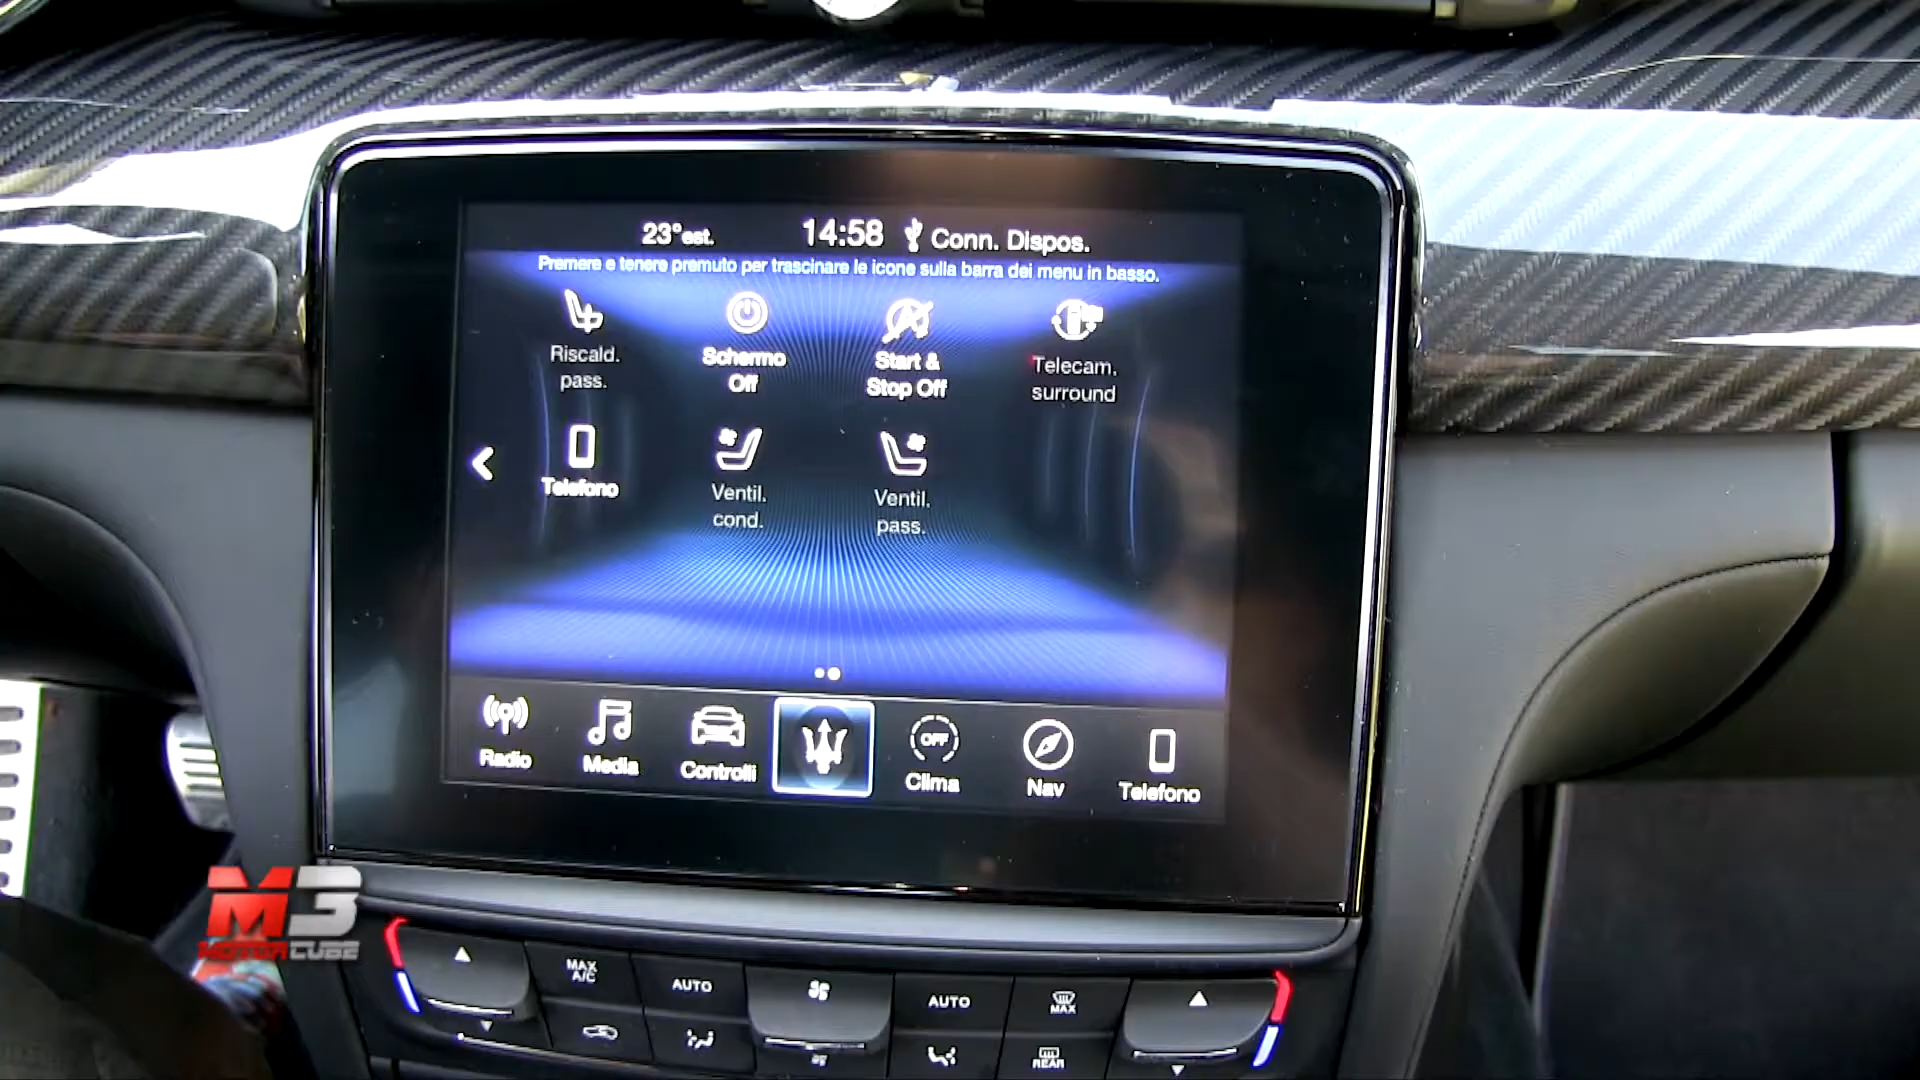 23°est. 14:58 Conn. Dispos.
Premere e tenere premuto per trascinare le icone sulla barra dei menu in basso.
Riscald.
pass.
Schermo
Off
Start &
Stop Off
Telecam.
surround
Telefono
Ventil.
cond.
Ventil.
pass.
Radio
Media
Controlli
OFF
Clima
Nav
Telefono
M3
MOTORCUBE
MAX
A/C
AUTO
AUTO
MAX
REAR